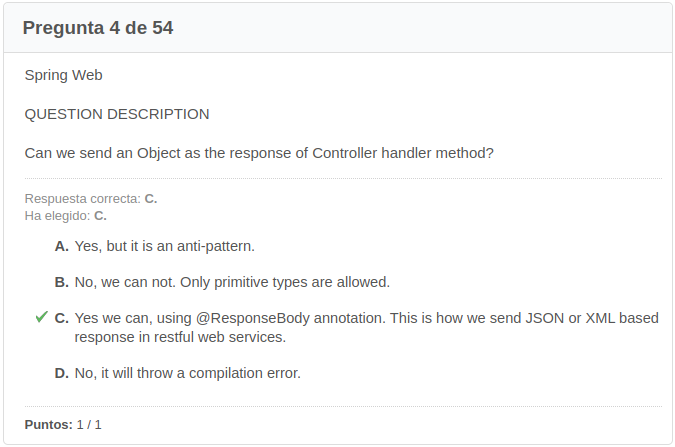 Pregunta 4 de 54
Spring Web
QUESTION DESCRIPTION
Can we send an Object as the response of Controller handler method?
Respuesta correcta: C.
Ha elegido: C.
A. Yes, but it is an anti-pattern.
B. No, we can not. Only primitive types are allowed.
C. Yes we can, using @ResponseBody annotation. This is how we send JSON or XML based
response in restful web services.
D. No, it will throw a compilation error.
Puntos: 1 / 1